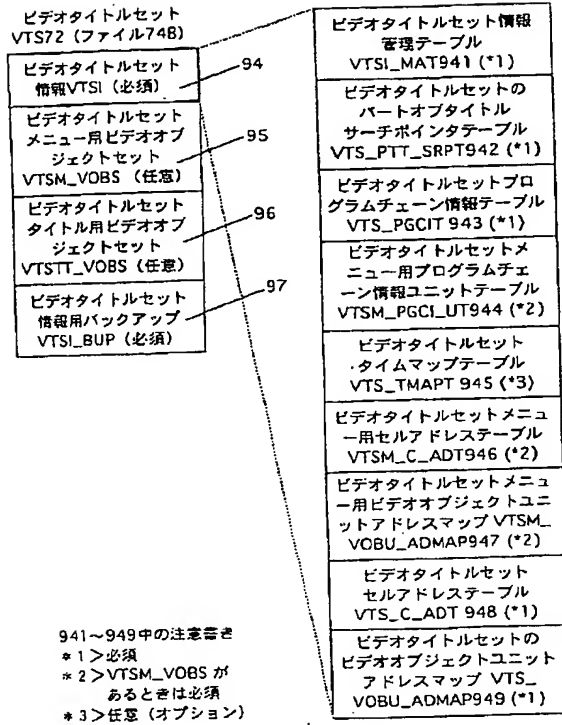 ビデオタイトルセット
VTS72 (ファイル74B)
ビデオタイトルセット
情報VTSI (必須)
94
ビデオタイトルセット
メニュー用ビデオオブ
ジェクトセット
VTSM_VOBS (任意)
95
ビデオタイトルセット
タイトル用ビデオオブ
ジェクトセット
VTSTT_VOBS (任意)
96
ビデオタイトルセット
情報用バックアップ
VTSI_BUP (必須)
97
ビデオタイトルセット情報
管理テーブル
VTSI_MAT941 (*1)
ビデオタイトルセットの
パートオブタイトル
サーチポインタテーブル
VTS_PTT_SRPT942 (*1)
ビデオタイトルセットプロ
グラムチェーン情報テーブル
VTS_PGCIT 943 (*1)
ビデオタイトルセットメ
ニュー用プログラムチェ
ーン情報ユニットテーブル
VTSM_PGCI_UT944 (*2)
ビデオタイトルセット
タイムマップテーブル
VTS_TMAPT 945 (*3)
ビデオタイトルセットメニュ
ー用セルアドレステーブル
VTSM_C_ADT946 (*2)
ビデオタイトルセットメニュ
ー用ビデオオブジェクトユニ
ットアドレスマップ VTSM_
VOBU_ADMAP947 (*2)
ビデオタイトルセット
セルアドレステーブル
VTS_C_ADT 948 (*1)
ビデオタイトルセットの
ビデオオブジェクトユニット
アドレスマップ VTS_
VOBU_ADMAP949 (*1)
941〜949中の注意書き
*1>必須
*2>VTSM_VOBS が
あるときは必須
*3>任意 (オプション)